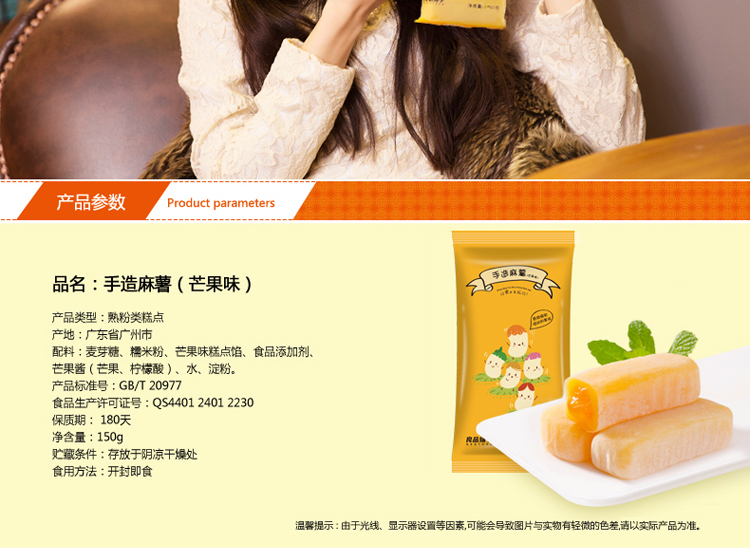 产品参数
Product parameters
品名：手造麻薯（芒果味）
产品类型：熟粉类糕点
产地：广东省广州市
配料：麦芽糖、糯米粉、芒果味糕点馅、食品添加剂、
芒果酱（芒果、柠檬酸）、水、淀粉。
产品标准号：GB/T 20977
食品生产许可证号：QS4401 2401 2230
保质期： 180天
净含量：150g
贮藏条件：存放于阴凉干燥处
食用方法：开封即食
手造麻薯
良品
温馨提示：由于光线、显示器设置等因素,可能会导致图片与实物有轻微的色差,请以实际产品为准。